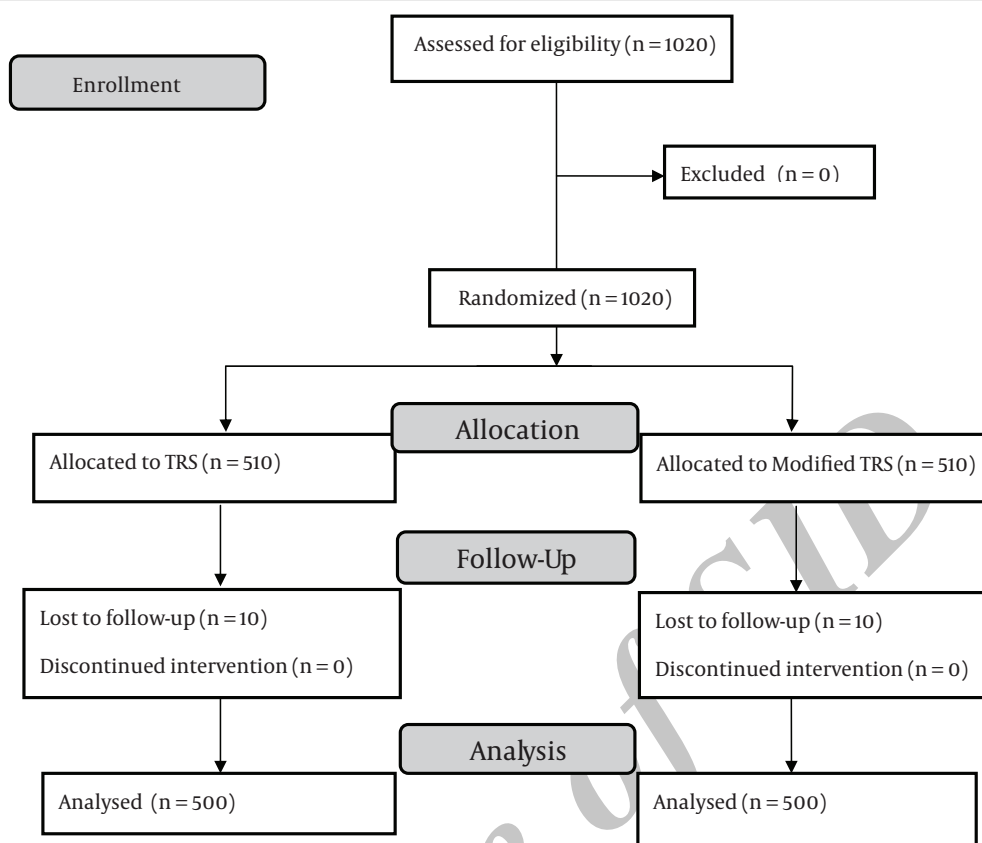 Assessed for eligibility (n = 1020)
Enrollment
Excluded (n = 0)
Randomized (n = 1020)
Allocation
Allocated to TRS (n = 510)
Allocated to Modified TRS (n = 510)
Follow-Up
Lost to follow-up (n = 10)
Discontinued intervention (n = 0)
Lost to follow-up (n = 10)
Discontinued intervention (n = 0)
Analysis
Analysed (n = 500)
Analysed (n = 500)
of SID